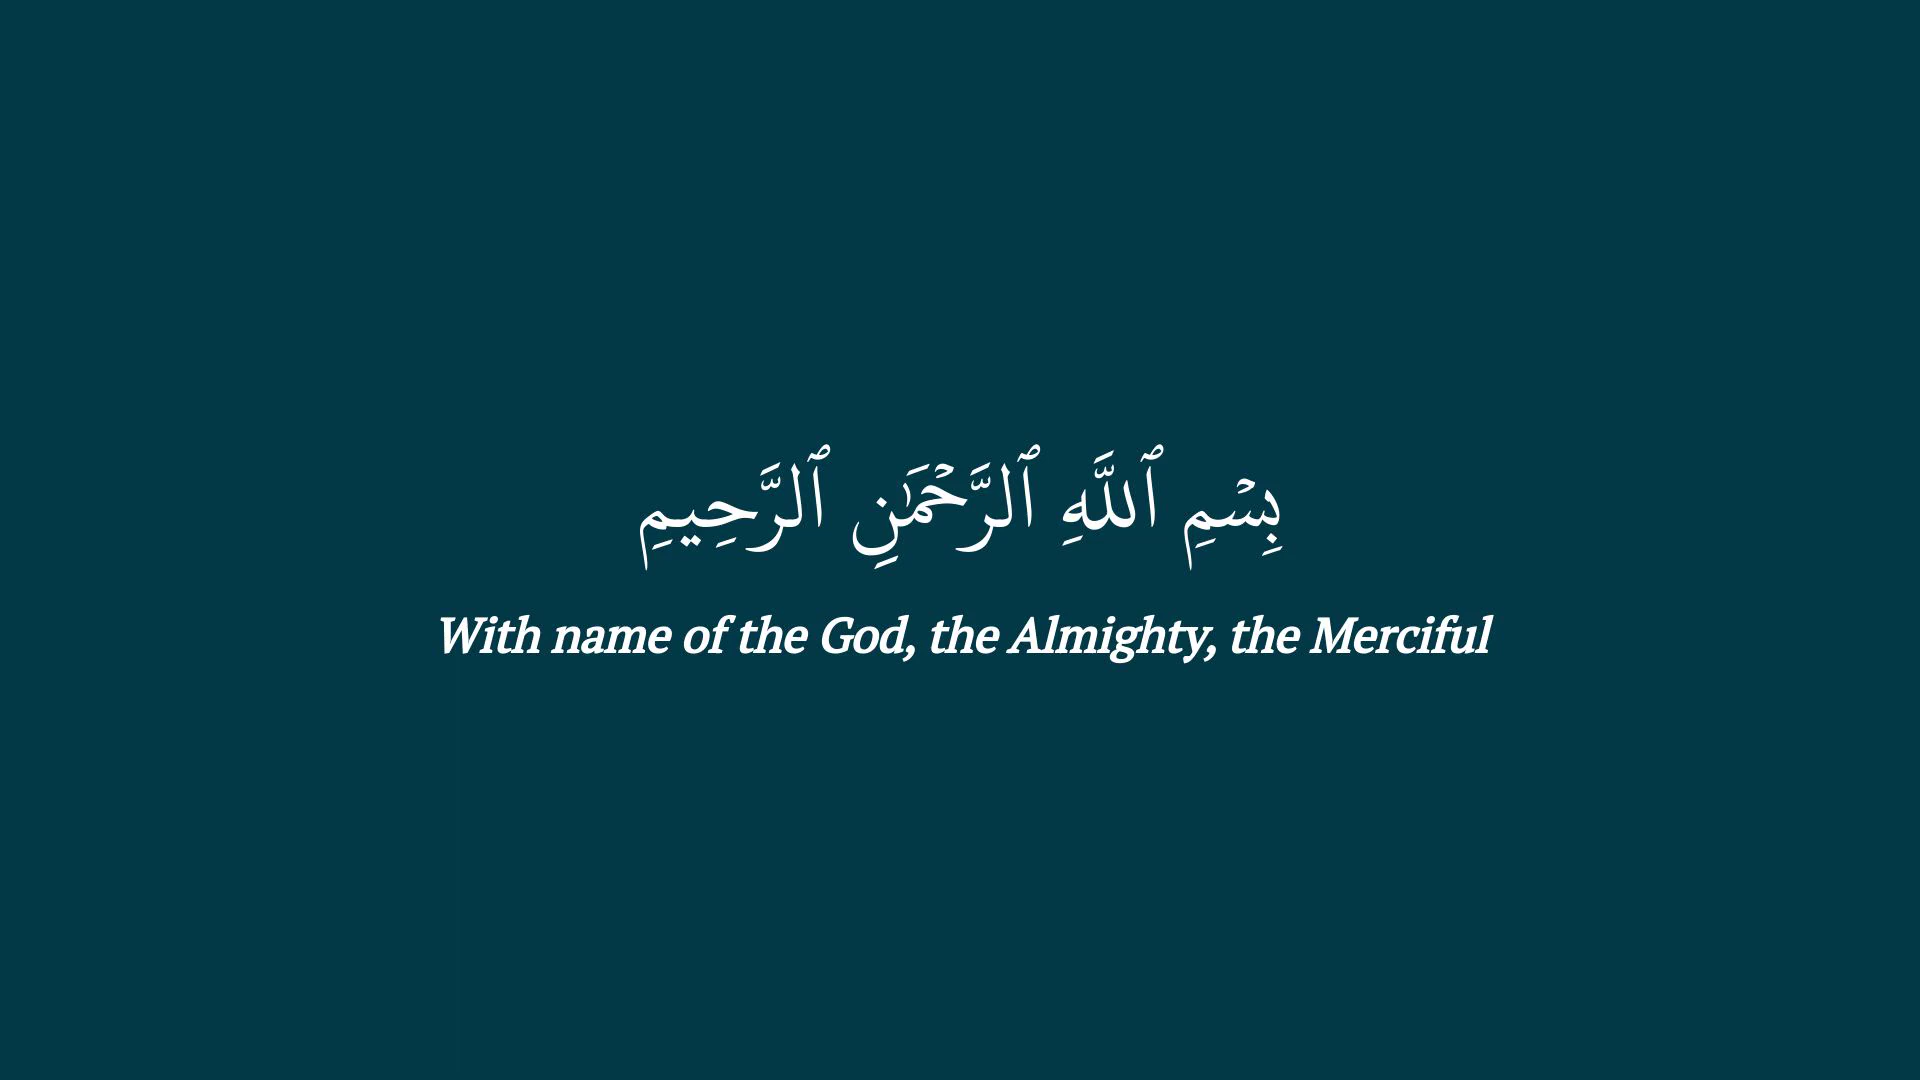 بِسۡمِ ٱللَّهِ ٱلرَّحۡمَٰنِ ٱلرَّحِيمِ
With name of the God, the Almighty, the Merciful